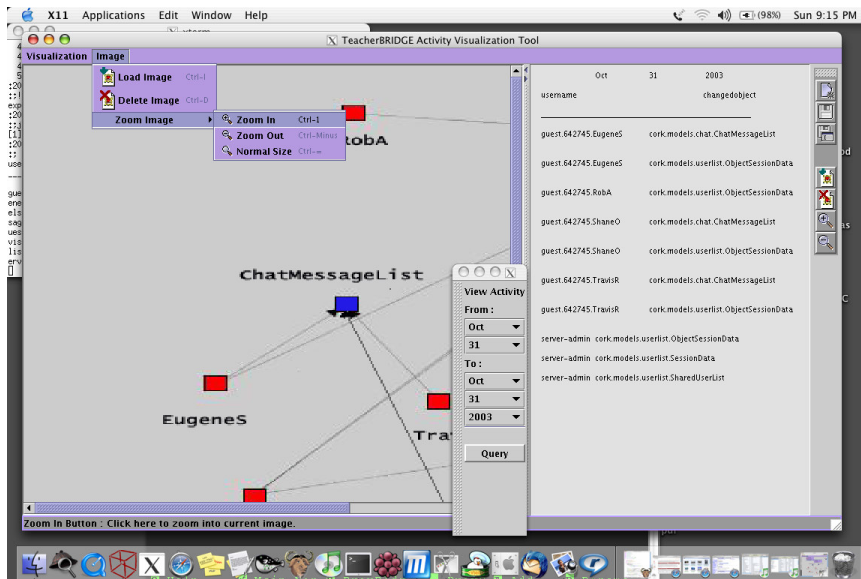 X11 Applications Edit Window Help (98%) Sun 9:15 PM
TeacherBRIDGE Activity Visualization Tool
Visualization Image
Load Image Ctrl-I
Delete Image Ctrl-D
Zoom Image
Zoom In Ctrl-1
Zoom Out Ctrl-Minus
Normal Size Ctrl-=
RobA
ChatMessageList
EugeneS
Tra
View Activity
From :
Oct
31
To :
Oct
31
2003
Query
Oct 31 2003
username changedobject
guest.642745.EugeneS cork.models.chat.ChatMessageList
guest.642745.EugeneS cork.models.userlist.ObjectSessionData
guest.642745.RobA cork.models.userlist.ObjectSessionData
guest.642745.ShaneO cork.models.chat.ChatMessageList
guest.642745.ShaneO cork.models.userlist.ObjectSessionData
guest.642745.TravisR cork.models.chat.ChatMessageList
guest.642745.TravisR cork.models.userlist.ObjectSessionData
server-admin cork.models.userlist.ObjectSessionData
server-admin cork.models.userlist.SessionData
server-admin cork.models.userlist.SharedUserList
Zoom In Button : Click here to zoom into current image.